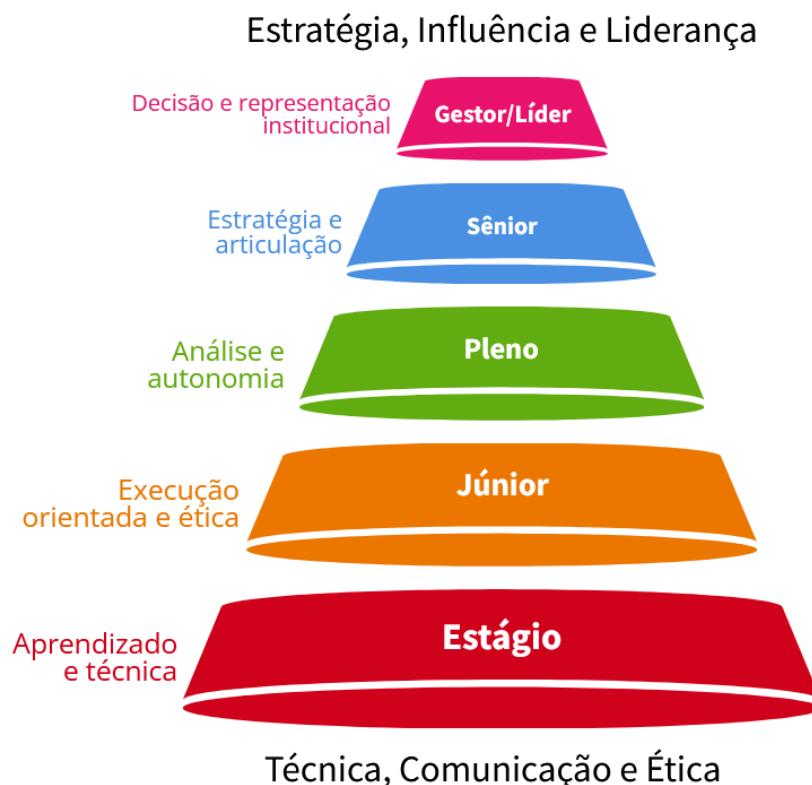 Estratégia, Influência e Liderança
Decisão e representação
institucional
Gestor/Líder
Estratégia e
articulação
Sênior
Análise e
autonomia
Pleno
Execução
orientada e ética
Júnior
Aprendizado
e técnica
Estágio
Técnica, Comunicação e Ética